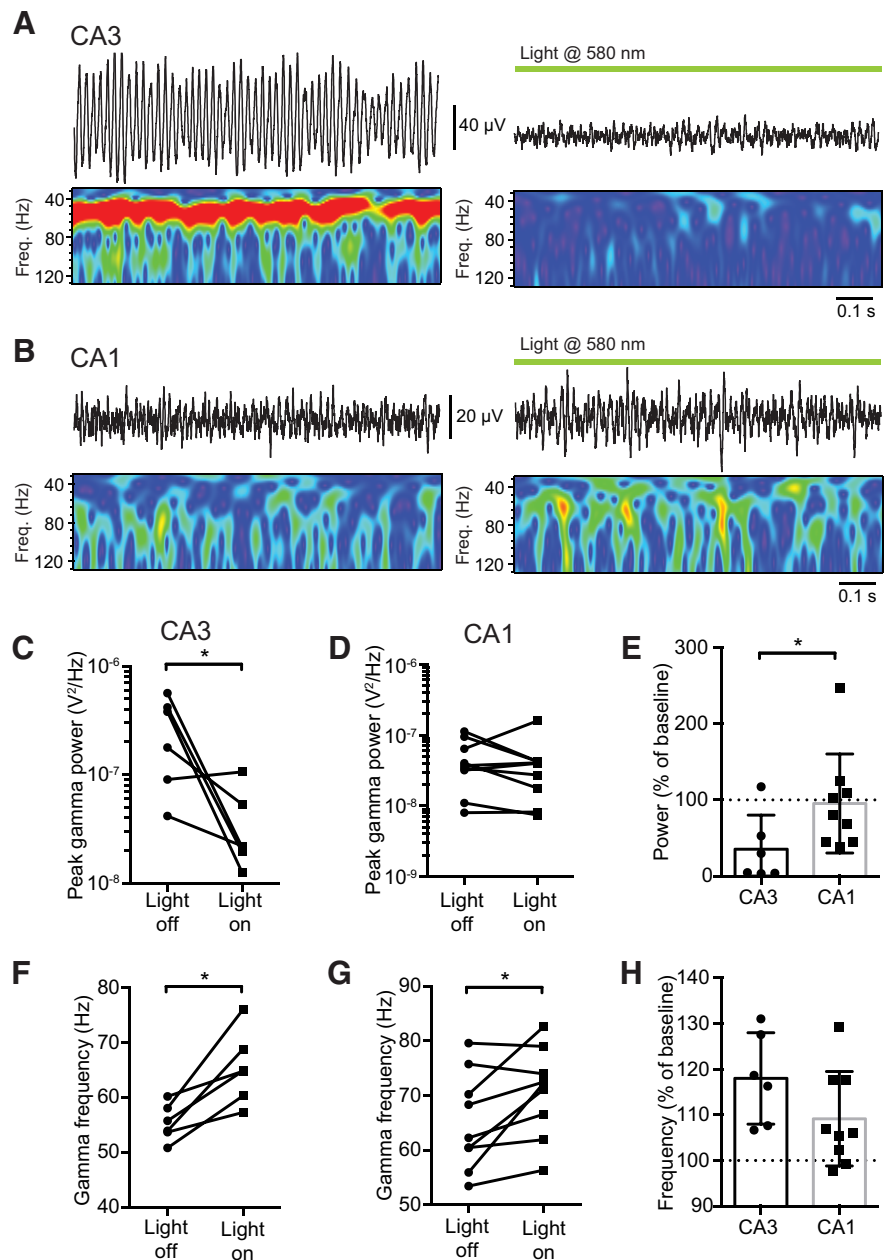 A
CA3
Light @ 580 nm
40 µV
Freq. (Hz)
40
80
120
Freq. (Hz)
40
80
120
0.1 s
B
CA1
Light @ 580 nm
20 µV
Freq. (Hz)
40
80
120
Freq. (Hz)
40
80
120
0.1 s
C
CA3
*
Peak gamma power (V²/Hz)
10⁻⁶
10⁻⁷
10⁻⁸
Light off
Light on
D
CA1
Peak gamma power (V²/Hz)
10⁻⁶
10⁻⁷
10⁻⁸
10⁻⁹
Light off
Light on
E
*
Power (% of baseline)
300
200
100
0
CA3
CA1
F
*
Gamma frequency (Hz)
80
70
60
50
40
Light off
Light on
G
*
Gamma frequency (Hz)
90
80
70
60
50
Light off
Light on
H
Frequency (% of baseline)
140
130
120
110
100
90
CA3
CA1